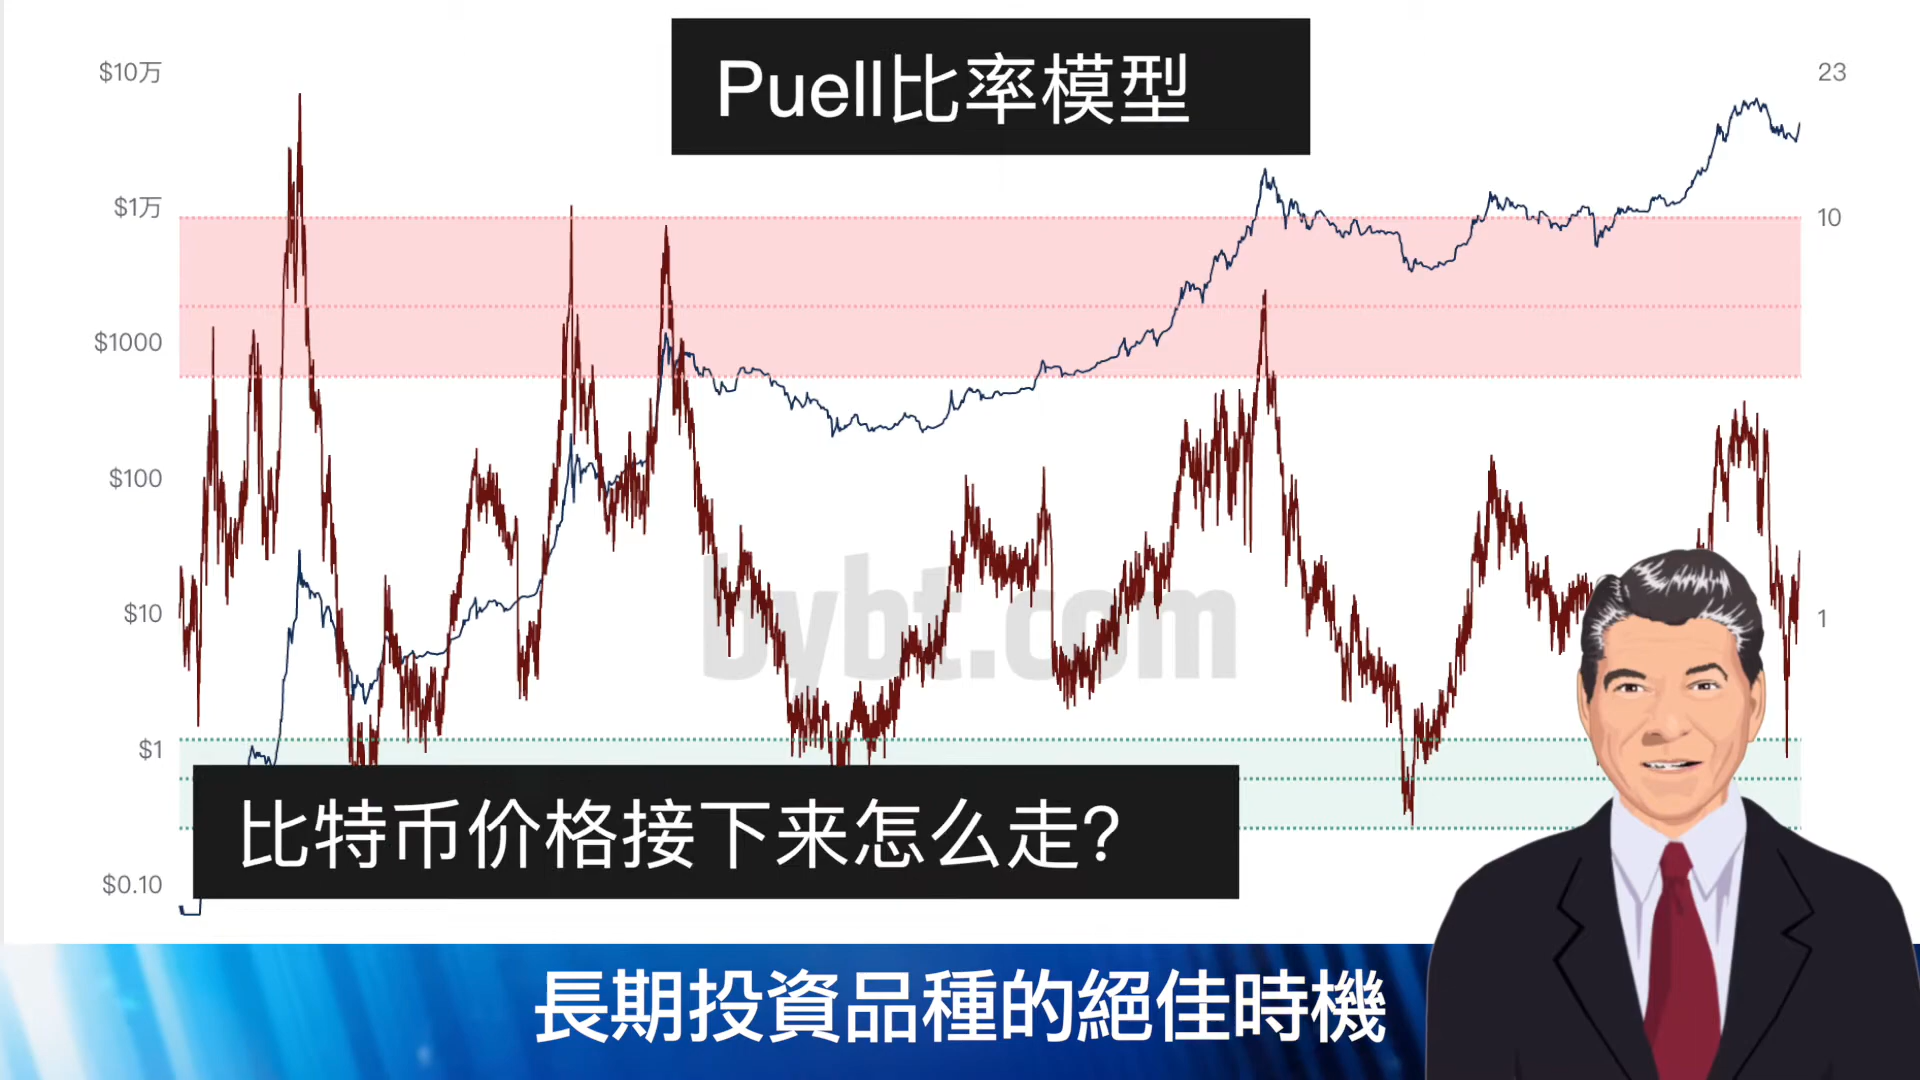 Puell比率模型
$10万
$1万
$1000
$100
$10
$1
$0.10
23
10
1
bybt.com
比特币价格接下来怎么走?
長期投資品種的絕佳時機